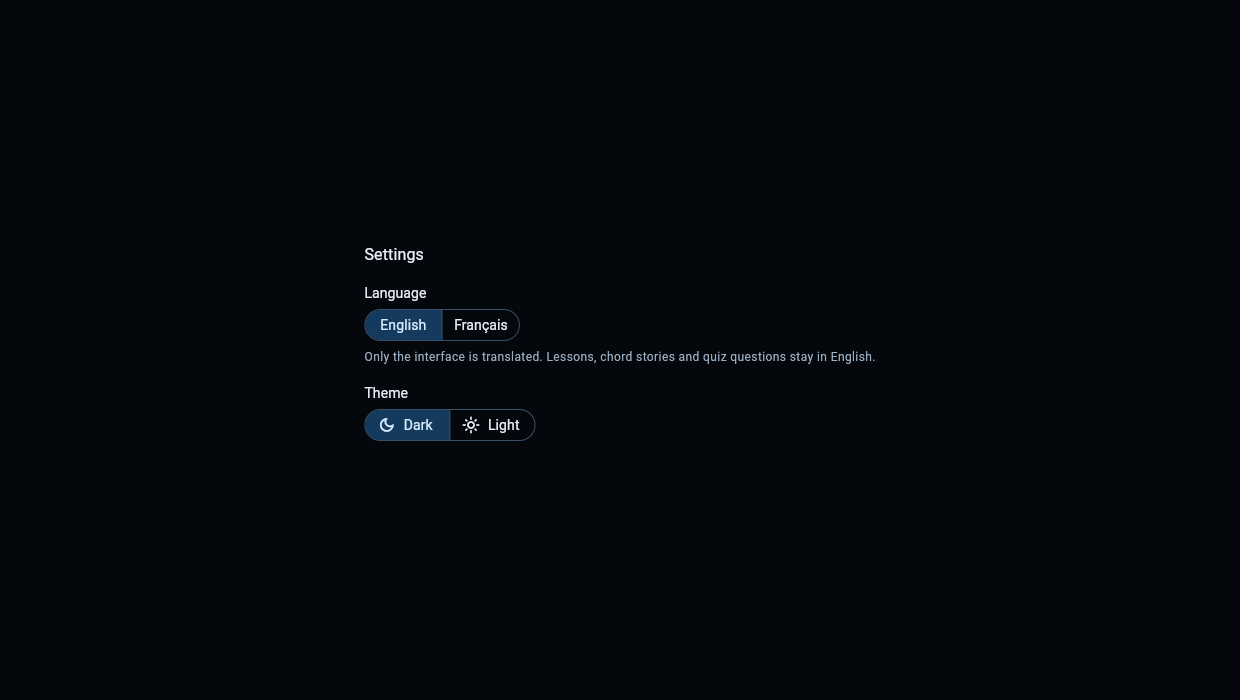 Settings
Language
English Français
Only the interface is translated. Lessons, chord stories and quiz questions stay in English.
Theme
Dark Light